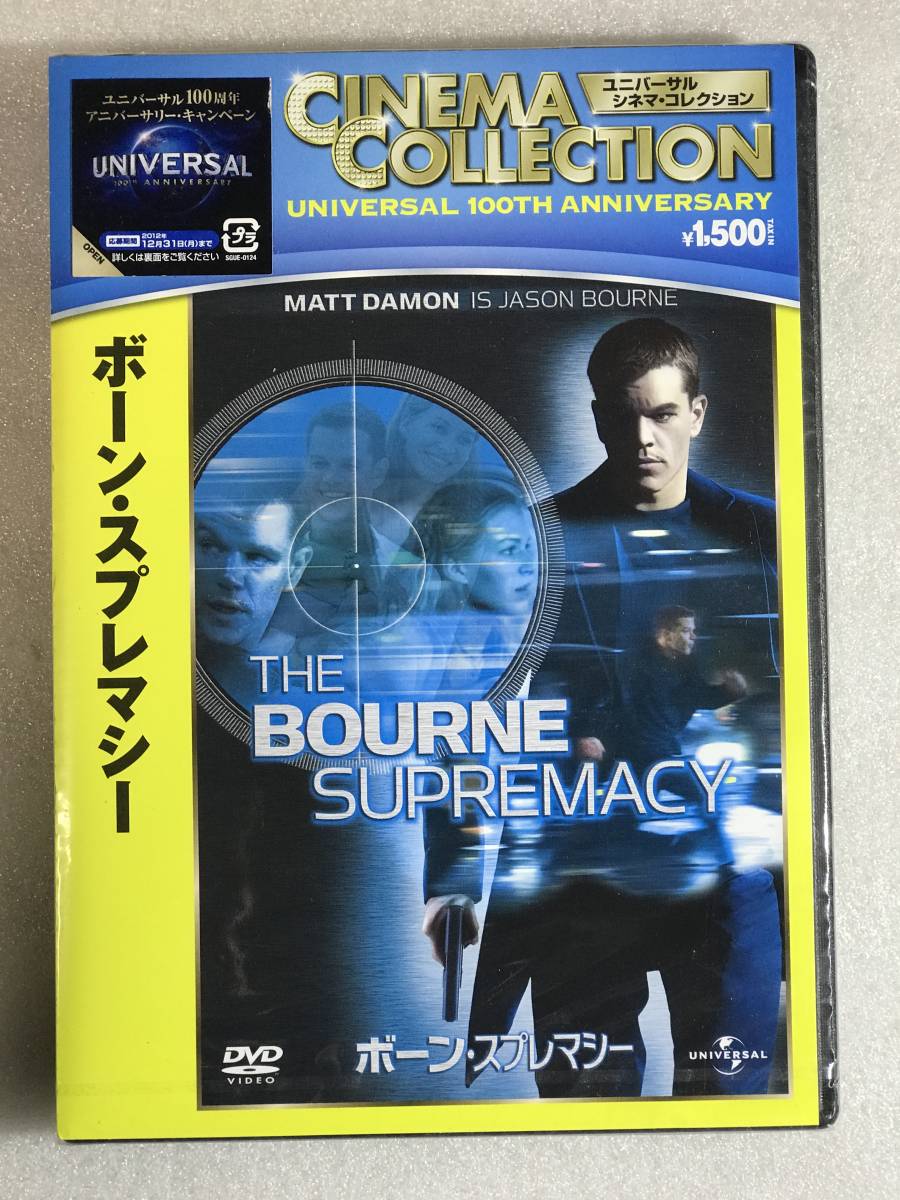 ユニバーサル100周年
アニバーサリー・キャンペーン
UNIVERSAL
100TH ANNIVERSARY
応募期間 2012年 12月31日(月)まで
詳しくは裏面をご覧ください
プラ
SGUE-0124
OPEN
CINEMA
COLLECTION
ユニバーサル
シネマ・コレクション
UNIVERSAL 100TH ANNIVERSARY
¥1,500 TAX IN
MATT DAMON IS JASON BOURNE
ボーン・スプレマシー
THE
BOURNE
SUPREMACY
DVD
VIDEO
ボーン・スプレマシー
UNIVERSAL